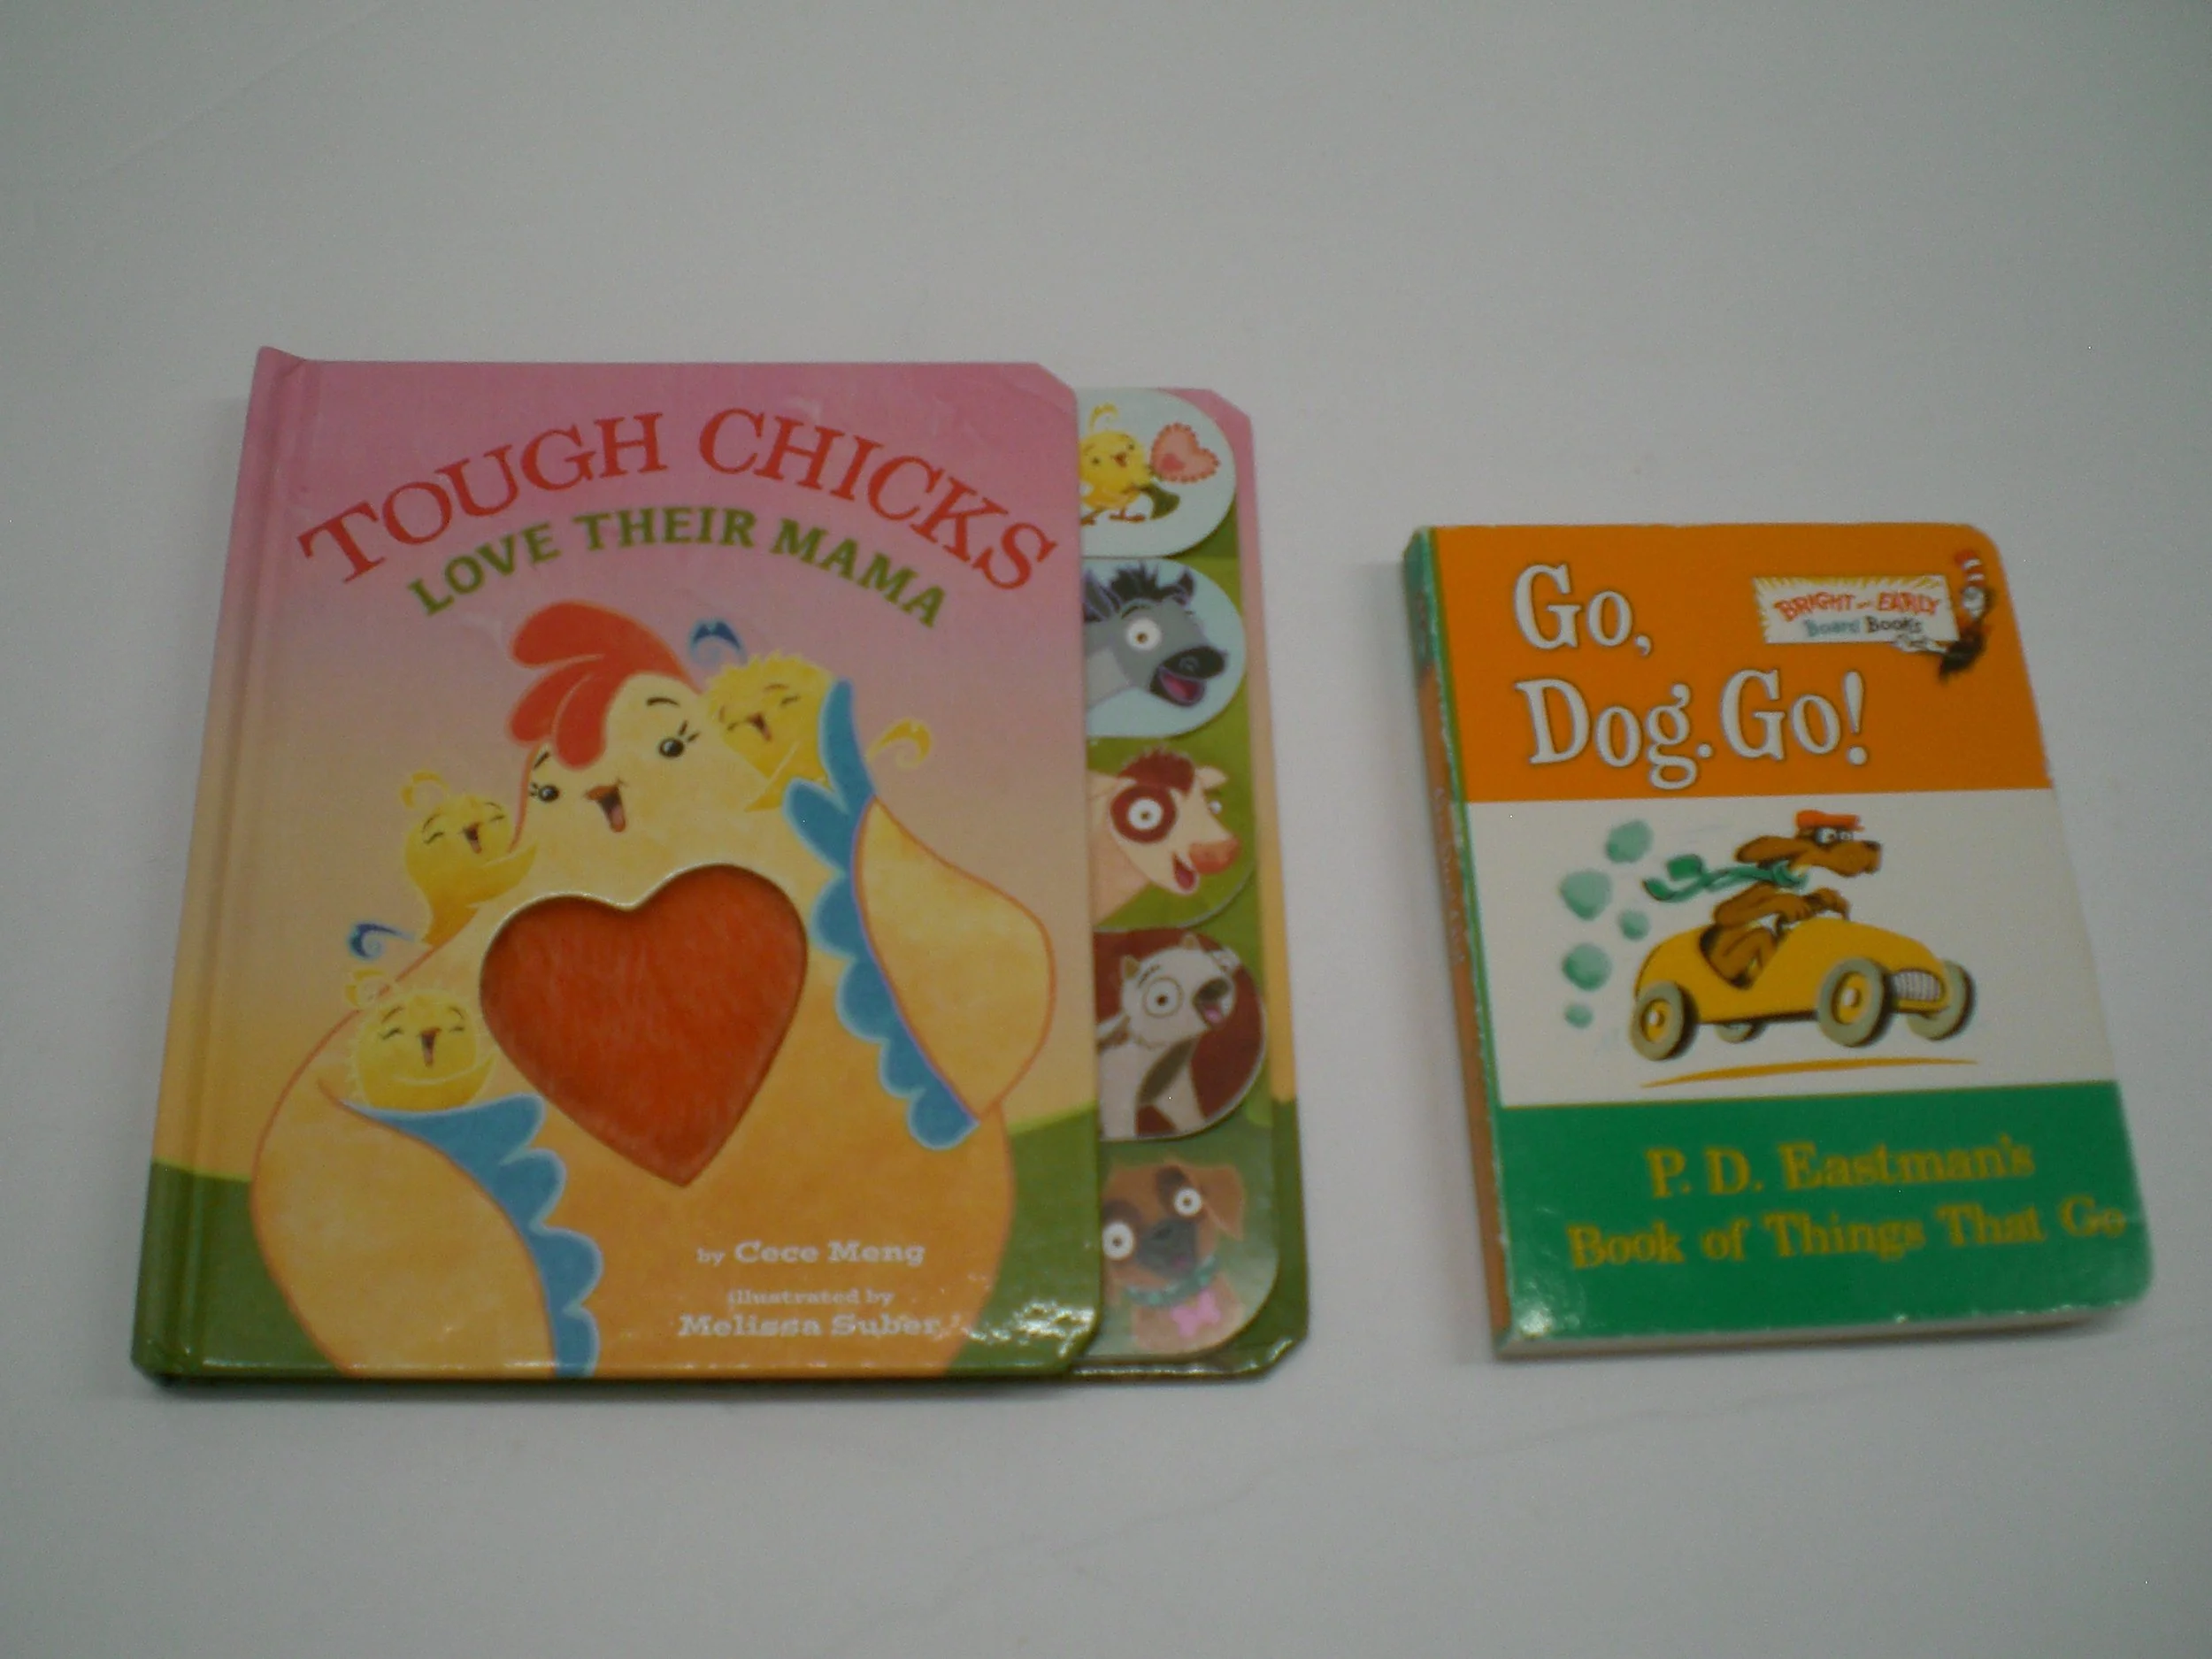 TOUGH CHICKS
LOVE THEIR MAMA
by Cece Meng
illustrated by
Melissa Suber
Go,
Dog. Go!
BRIGHT and EARLY
Board Books
P. D. Eastman's
Book of Things That Go